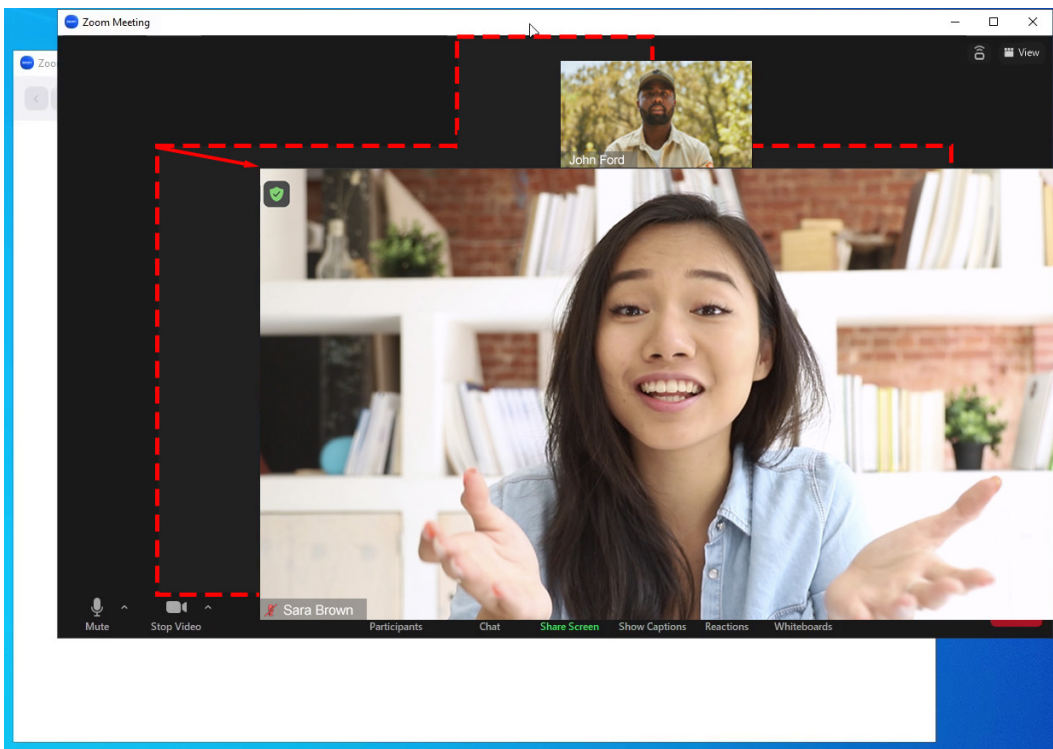 Zoom Meeting
Zoo
View
John Ford
Sara Brown
Mute
Stop Video
Participants
Chat
Share Screen
Show Captions
Reactions
Whiteboards